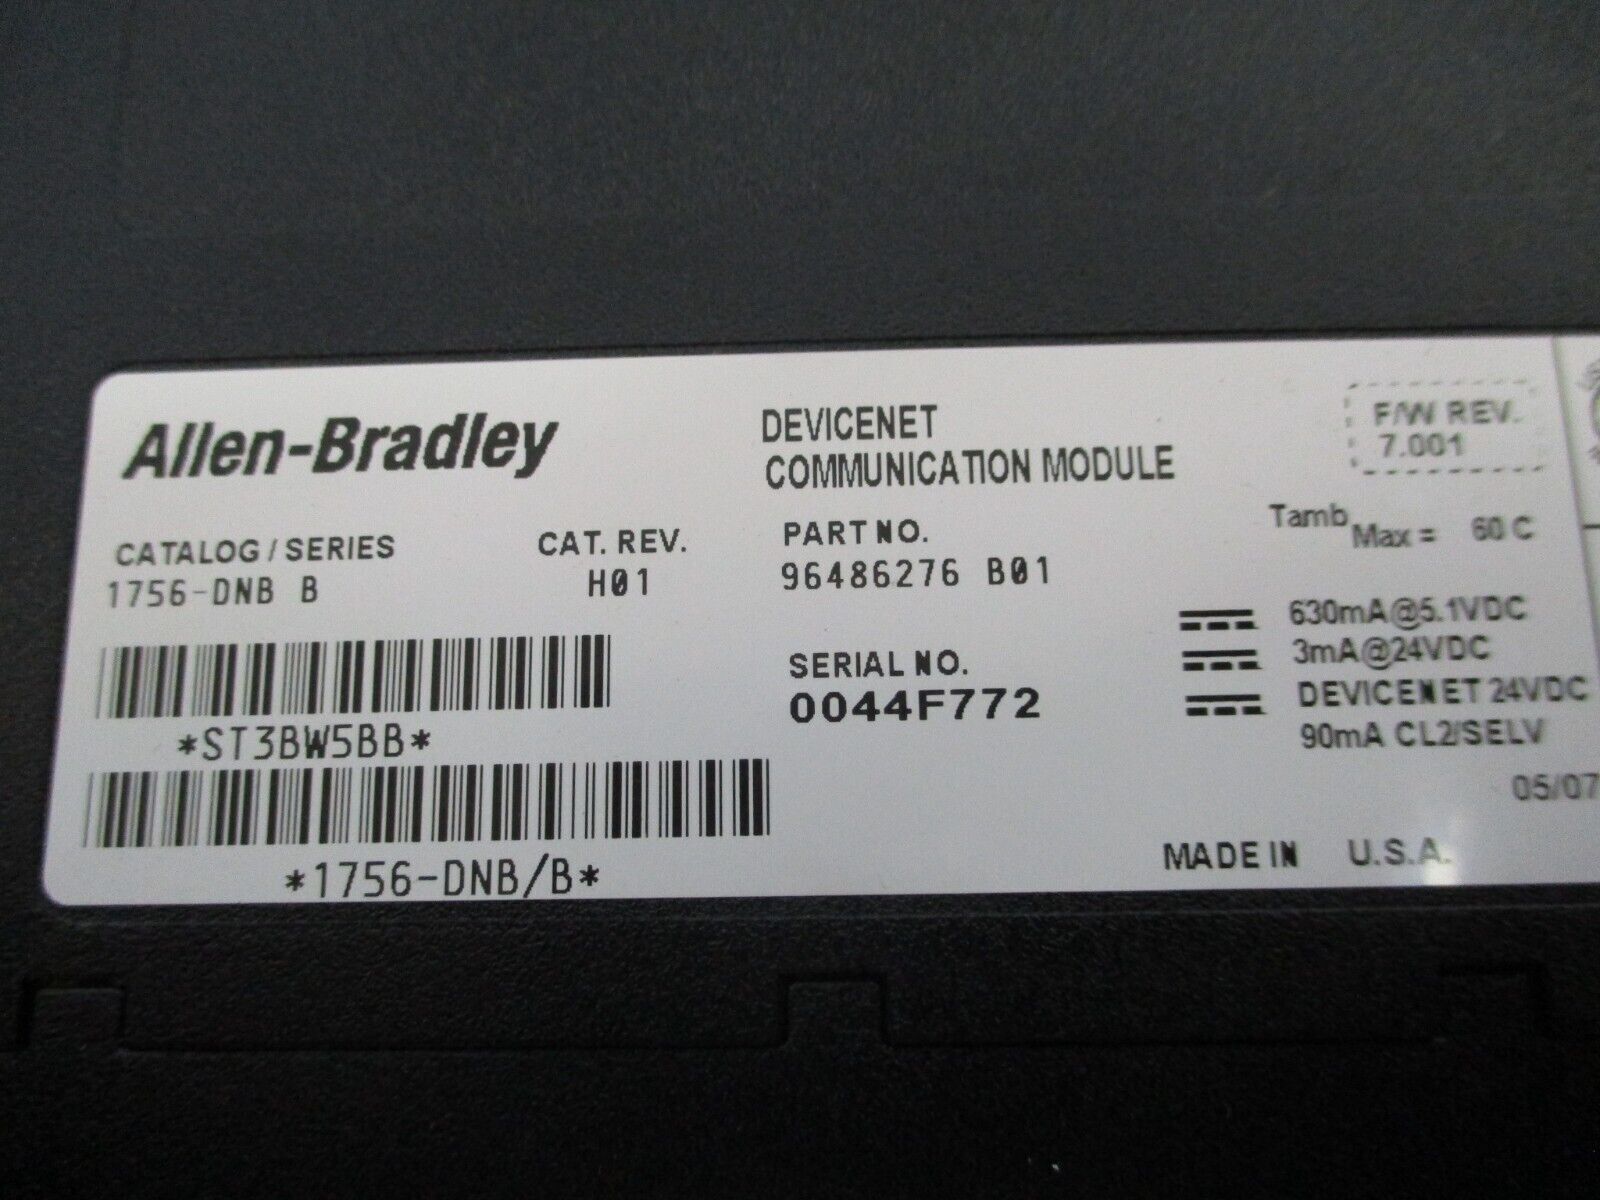 Allen-Bradley
DEVICENET
COMMUNICATION MODULE
F/W REV.
7.001
CATALOG / SERIES
1756-DNB B
CAT. REV.
H01
PART NO.
96486276 B01
Tamb Max = 60 C
*ST3BW5BB*
SERIAL NO.
0044F772
630mA@5.1VDC
3mA@24VDC
DEVICENET 24VDC
90mA CL2/SELV
05/07
*1756-DNB/B*
MADE IN U.S.A.